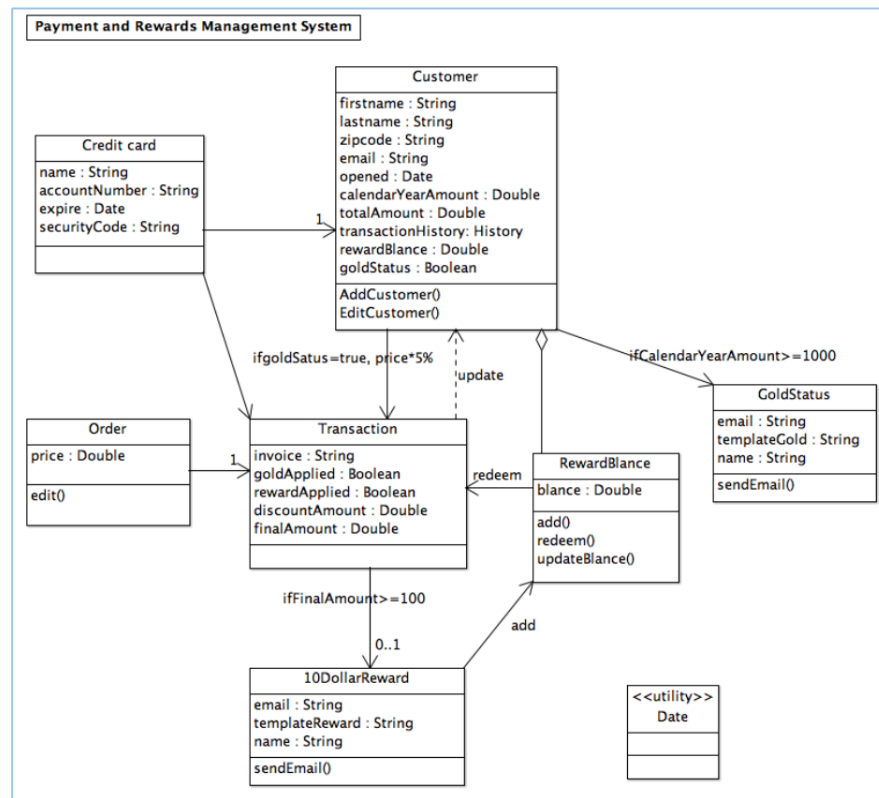 Payment and Rewards Management System
Customer
firstname : String
lastname : String
zipcode : String
email : String
opened : Date
calendarYearAmount : Double
totalAmount : Double
transactionHistory: History
rewardBlance : Double
goldStatus : Boolean
AddCustomer()
EditCustomer()
Credit card
name : String
accountNumber : String
expire : Date
securityCode : String
1
ifgoldSatus=true, price*5%
update
ifCalendarYearAmount>=1000
GoldStatus
email : String
templateGold : String
name : String
sendEmail()
Order
price : Double
edit()
1
Transaction
invoice : String
goldApplied : Boolean
rewardApplied : Boolean
discountAmount : Double
finalAmount : Double
redeem
RewardBlance
blance : Double
add()
redeem()
updateBlance()
ifFinalAmount>=100
0..1
add
10DollarReward
email : String
templateReward : String
name : String
sendEmail()
<<utility>>
Date